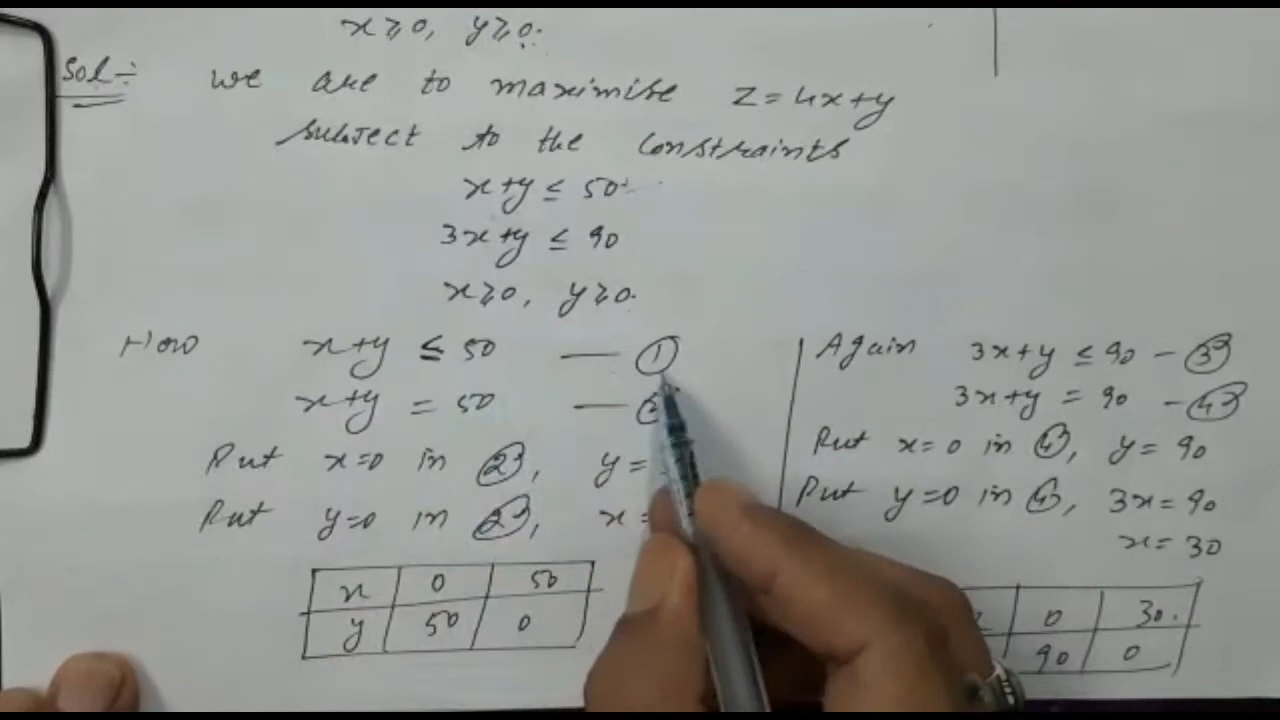 x ≥ 0, y ≥ 0.
Sol ÷ we are to maximise Z = 4x+y
subject to the constraints
x+y ≤ 50
3x+y ≤ 90
x ≥ 0, y ≥ 0.
Now x+y ≤ 50 — ①
x+y = 50 — ②
Put x=0 in ②, y =
Put y=0 in ②, x =
x 0 50
y 50 0
Again 3x+y ≤ 90 — ③
3x+y = 90 — ④
Put x=0 in ④, y = 90
Put y=0 in ④, 3x = 90
x = 30
0 30.
90 0